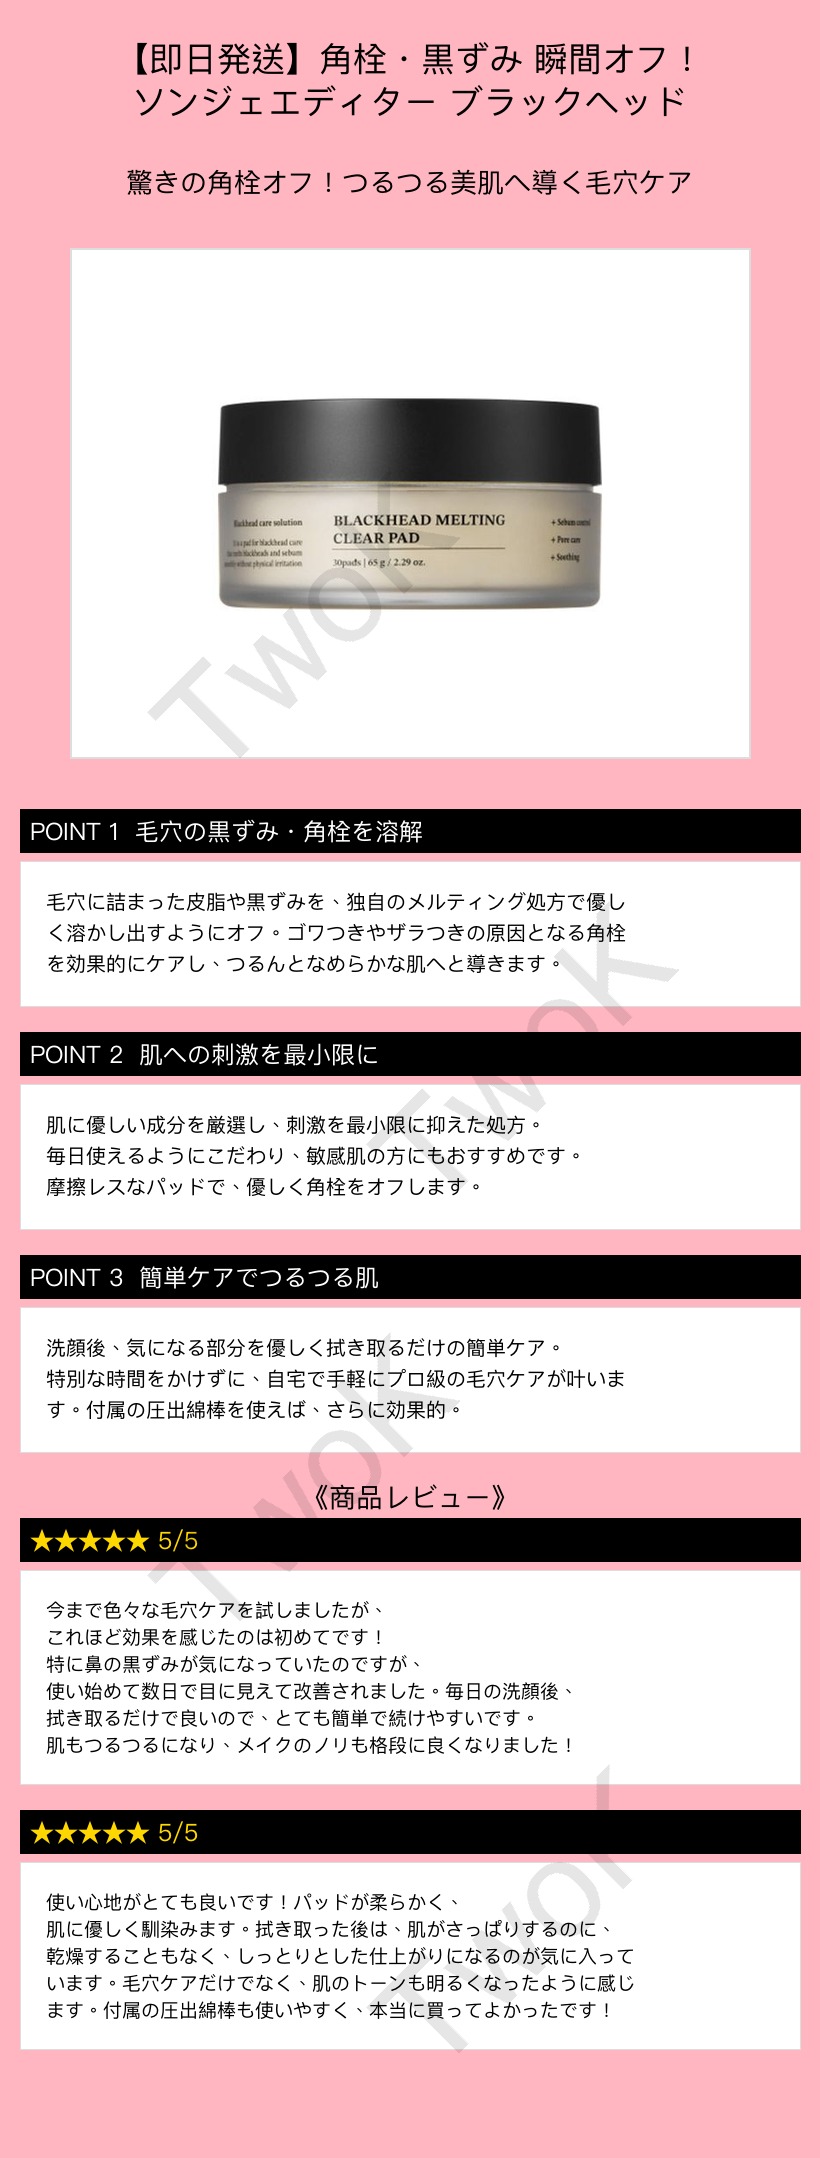 【即日発送】角栓・黒ずみ 瞬間オフ！
ソンジェエディター ブラックヘッド
驚きの角栓オフ！つるつる美肌へ導く毛穴ケア
Blackhead care solution
It is a pad for blackhead care
that melts blackheads and sebum
without physical irritation
BLACKHEAD MELTING
CLEAR PAD
30pads | 65 g / 2.29 oz.
+ Sebum control
+ Pore care
+ Soothing
TwoK
POINT 1 毛穴の黒ずみ・角栓を溶解
毛穴に詰まった皮脂や黒ずみを、独自のメルティング処方で優し
く溶かし出すようにオフ。ゴワつきやザラつきの原因となる角栓
を効果的にケアし、つるんとなめらかな肌へと導きます。
TwoK
POINT 2 肌への刺激を最小限に
肌に優しい成分を厳選し、刺激を最小限に抑えた処方。
毎日使えるようにこだわり、敏感肌の方にもおすすめです。
摩擦レスなパッドで、優しく角栓をオフします。
POINT 3 簡単ケアでつるつる肌
洗顔後、気になる部分を優しく拭き取るだけの簡単ケア。
特別な時間をかけずに、自宅で手軽にプロ級の毛穴ケアが叶いま
す。付属の圧出綿棒を使えば、さらに効果的。
TwoK
《商品レビュー》
★★★★★ 5/5
今まで色々な毛穴ケアを試しましたが、
これほど効果を感じたのは初めてです！
特に鼻の黒ずみが気になっていたのですが、
使い始めて数日で目に見えて改善されました。毎日の洗顔後、
拭き取るだけで良いので、とても簡単で続けやすいです。
肌もつるつるになり、メイクのノリも格段に良くなりました！
★★★★★ 5/5
使い心地がとても良いです！パッドが柔らかく、
肌に優しく馴染みます。拭き取った後は、肌がさっぱりするのに、
乾燥することもなく、しっとりとした仕上がりになるのが気に入って
います。毛穴ケアだけでなく、肌のトーンも明るくなったように感じ
ます。付属の圧出綿棒も使いやすく、本当に買ってよかったです！
TwoK